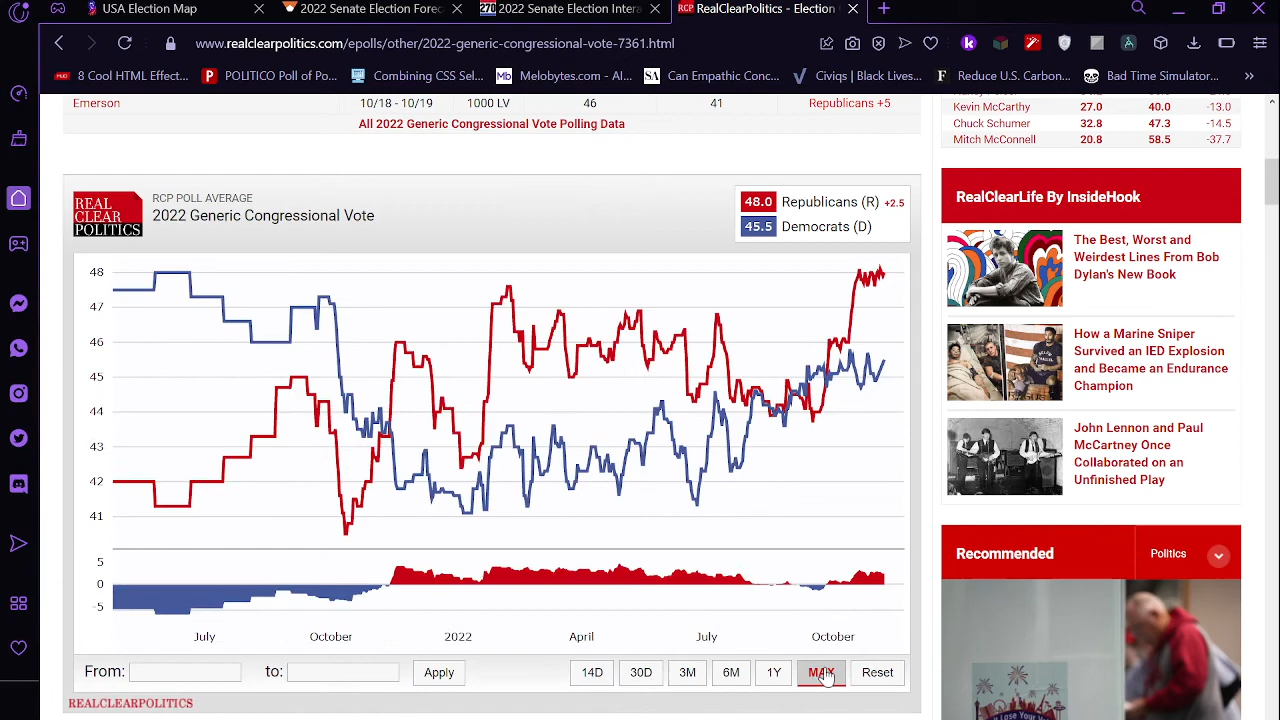 USA Election Map
2022 Senate Election Forec
270
2022 Senate Election Intera
RCP
RealClearPolitics - Election
www.realclearpolitics.com/epolls/other/2022-generic-congressional-vote-7361.html
8 Cool HTML Effect...
P
POLITICO Poll of Po...
Combining CSS Sel...
Mb
Melobytes.com - AI...
SA
Can Empathic Conc...
Civiqs | Black Lives...
F
Reduce U.S. Carbon...
Bad Time Simulator...
Emerson
10/18 - 10/19
1000 LV
46
41
Republicans +5
All 2022 Generic Congressional Vote Polling Data
Kevin McCarthy 27.0 40.0 -13.0
Chuck Schumer 32.8 47.3 -14.5
Mitch McConnell 20.8 58.5 -37.7
REAL
CLEAR
POLITICS
RCP POLL AVERAGE
2022 Generic Congressional Vote
48.0 Republicans (R) +2.5
45.5 Democrats (D)
48
47
46
45
44
43
42
41
5
0
-5
July
October
2022
April
July
October
From:
to:
Apply
14D
30D
3M
6M
1Y
MAX
Reset
REALCLEARPOLITICS
RealClearLife By InsideHook
The Best, Worst and
Weirdest Lines From Bob
Dylan's New Book
How a Marine Sniper
Survived an IED Explosion
and Became an Endurance
Champion
John Lennon and Paul
McCartney Once
Collaborated on an
Unfinished Play
Recommended
Politics